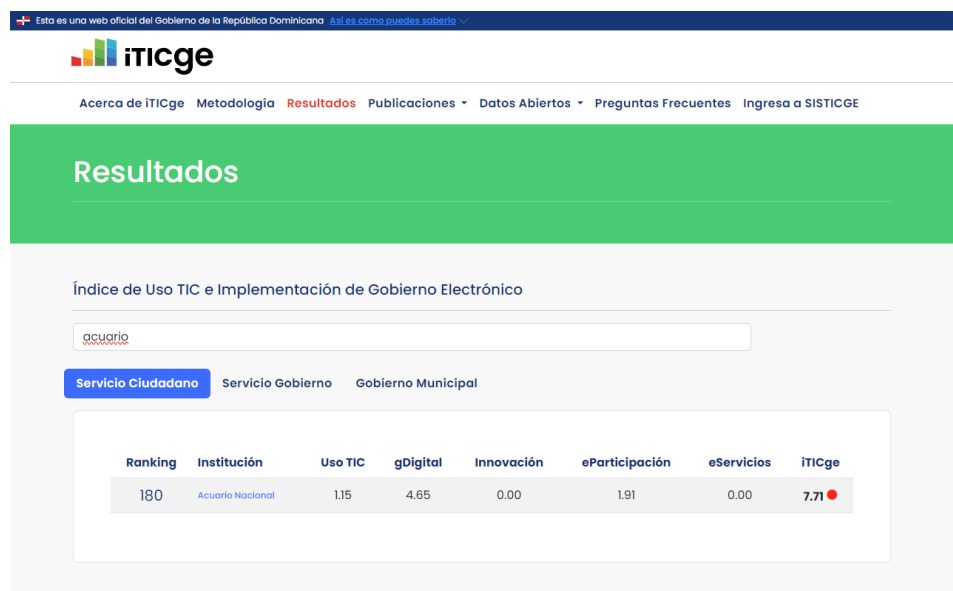 Esta es una web oficial del Gobierno de la República Dominicana Así es como puedes saberlo
iTICge
Acerca de iTICge Metodología Resultados Publicaciones Datos Abiertos Preguntas Frecuentes Ingresa a SISTICGE
Resultados
Índice de Uso TIC e Implementación de Gobierno Electrónico
acuario
Servicio Ciudadano Servicio Gobierno Gobierno Municipal
Ranking Institución Uso TIC gDigital Innovación eParticipación eServicios iTICge
180 Acuario Nacional 1.15 4.65 0.00 1.91 0.00 7.71